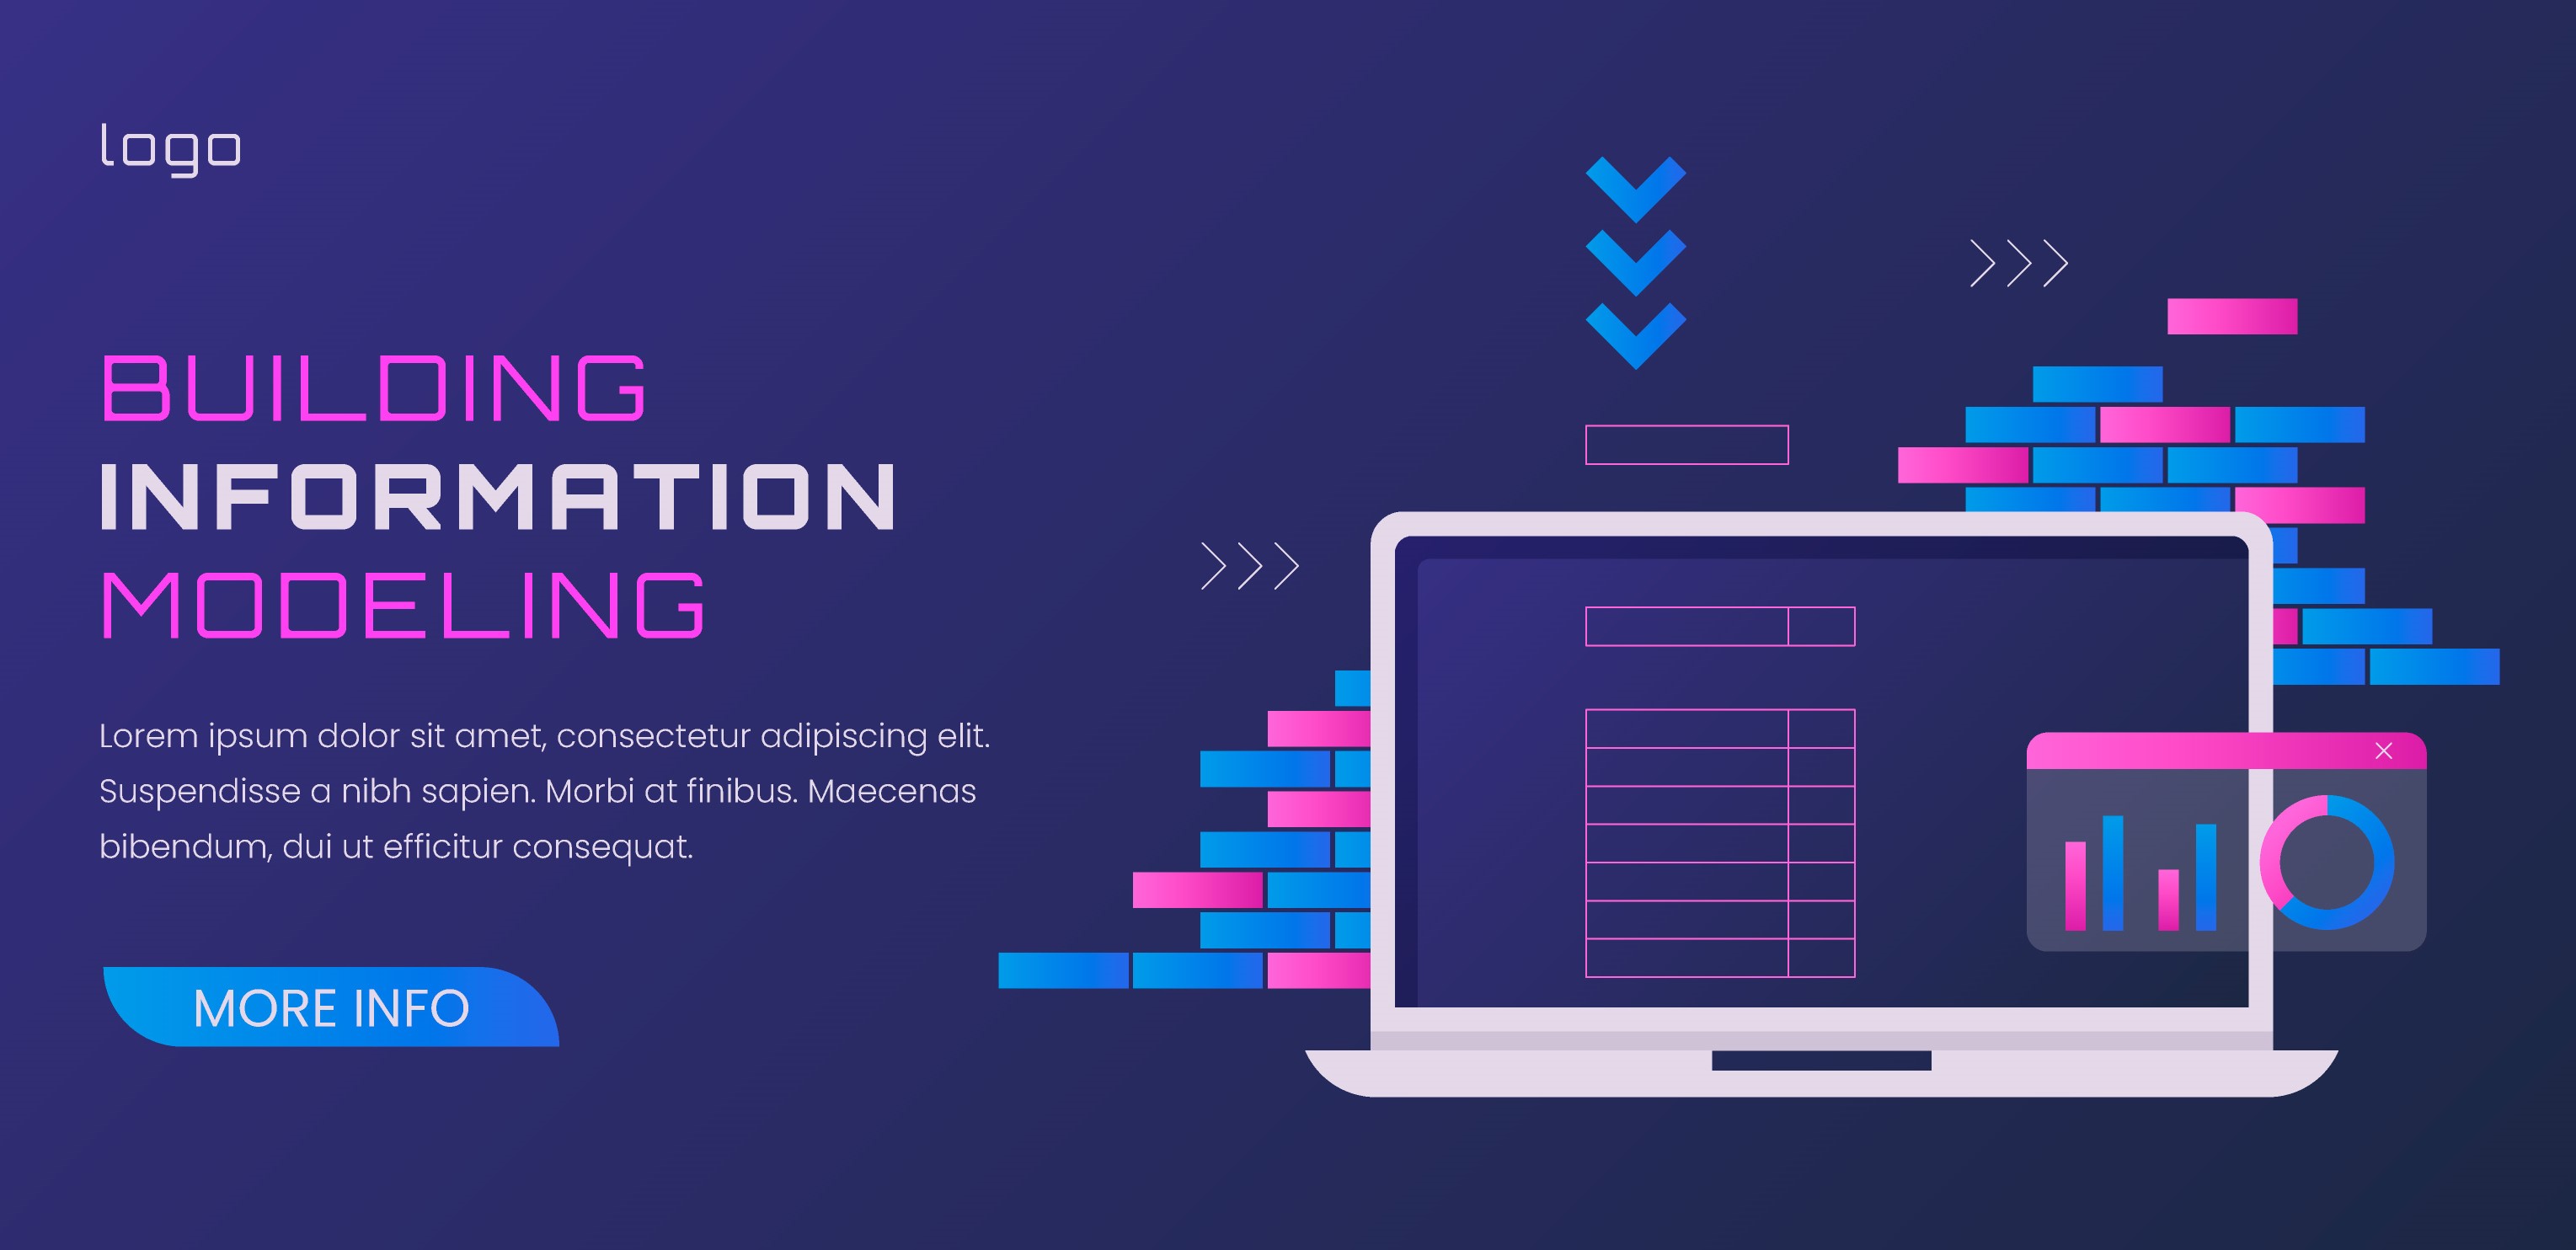 logo
BUILDING
INFORMATION
MODELING
Lorem ipsum dolor sit amet, consectetur adipiscing elit.
Suspendisse a nibh sapien. Morbi at finibus. Maecenas
bibendum, dui ut efficitur consequat.
MORE INFO